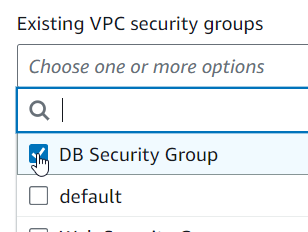 Existing VPC security groups
Choose one or more options
DB Security Group
default